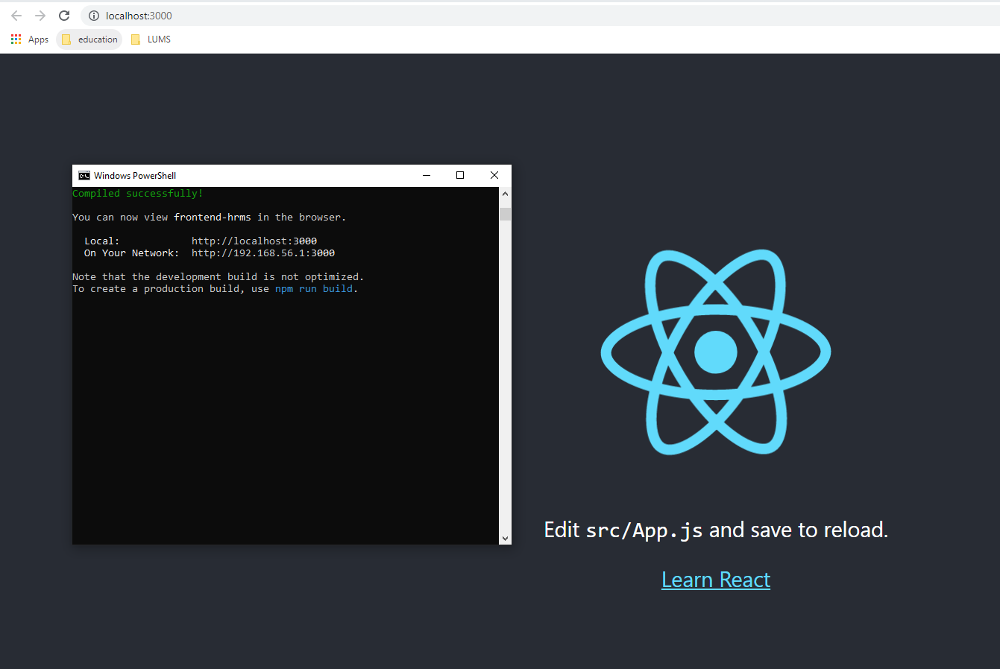 localhost:3000
Apps education LUMS
Windows PowerShell
Compiled successfully!
You can now view frontend-hrms in the browser.
Local: http://localhost:3000
On Your Network: http://192.168.56.1:3000
Note that the development build is not optimized.
To create a production build, use npm run build.
Edit src/App.js and save to reload.
Learn React